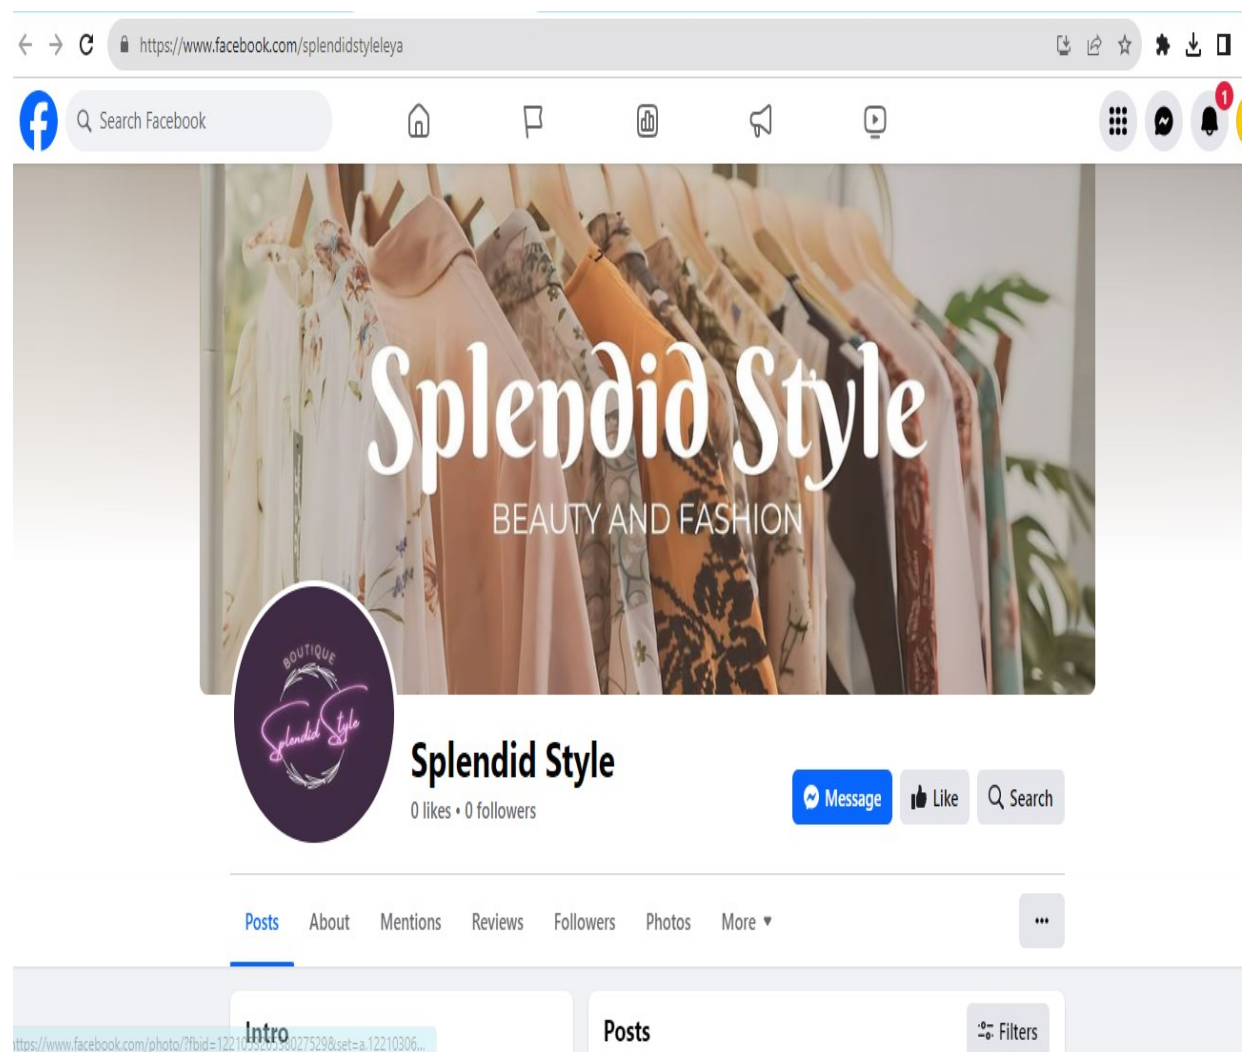 https://www.facebook.com/splendidstyleleya
Search Facebook
1
Splendid Style
BEAUTY AND FASHION
BOUTIQUE
Splendid Style
Splendid Style
0 likes • 0 followers
Message
Like
Search
Posts About Mentions Reviews Followers Photos More
Intro
Posts
Filters